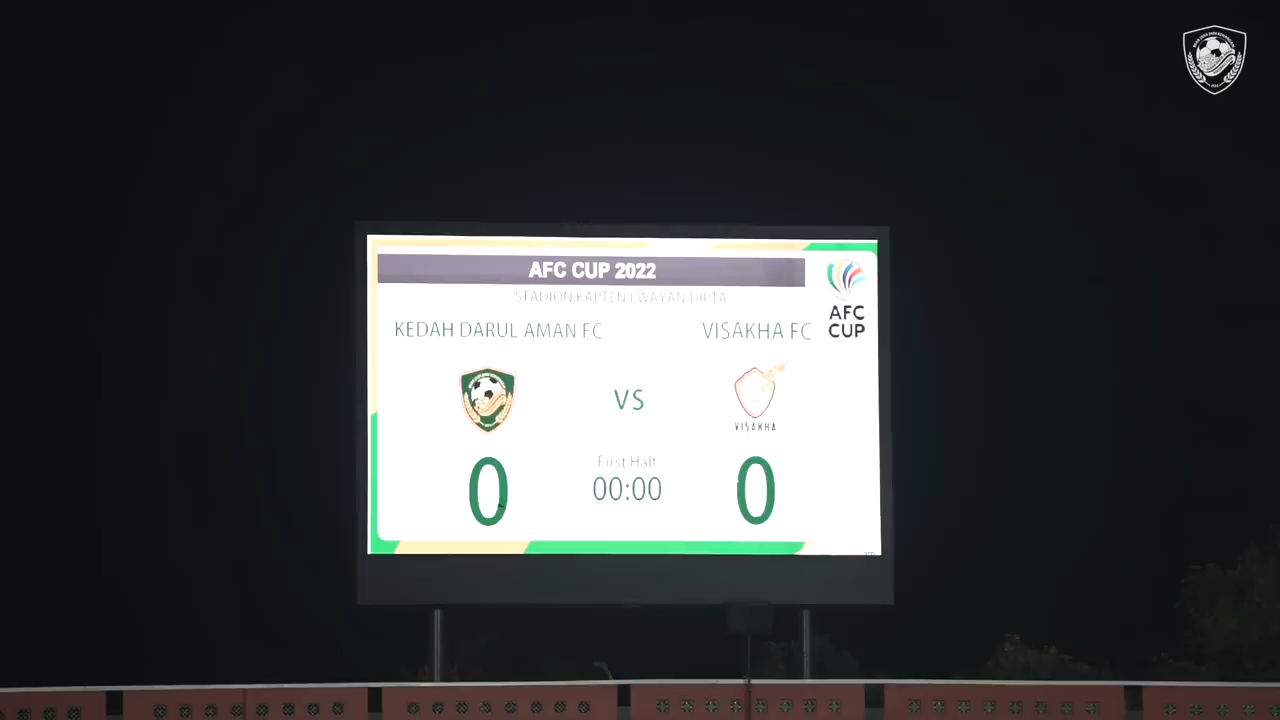 AFC CUP 2022
STADION KAPTEN I WAYAN DIPTA
KEDAH DARUL AMAN FC
VISAKHA FC
AFC
CUP
VS
VISAKHA
First Half
0
00:00
0